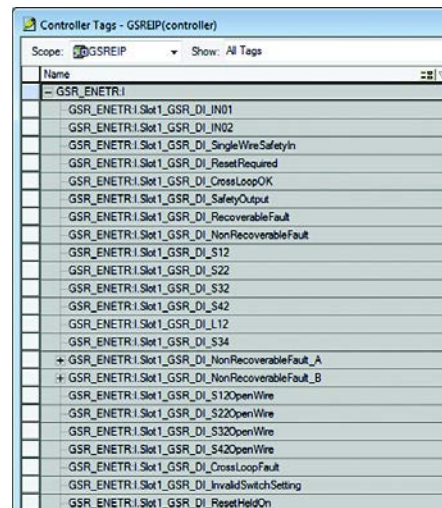 Controller Tags - GSREIP(controller)
Scope: GSREIP Show: All Tags
Name
GSR_ENETR:I
GSR_ENETR:I.Slot1_GSR_DI_IN01
GSR_ENETR:I.Slot1_GSR_DI_IN02
GSR_ENETR:I.Slot1_GSR_DI_SingleWireSafetyIn
GSR_ENETR:I.Slot1_GSR_DI_ResetRequired
GSR_ENETR:I.Slot1_GSR_DI_CrossLoopOK
GSR_ENETR:I.Slot1_GSR_DI_SafetyOutput
GSR_ENETR:I.Slot1_GSR_DI_RecoverableFault
GSR_ENETR:I.Slot1_GSR_DI_NonRecoverableFault
GSR_ENETR:I.Slot1_GSR_DI_S12
GSR_ENETR:I.Slot1_GSR_DI_S22
GSR_ENETR:I.Slot1_GSR_DI_S32
GSR_ENETR:I.Slot1_GSR_DI_S42
GSR_ENETR:I.Slot1_GSR_DI_L12
GSR_ENETR:I.Slot1_GSR_DI_S34
GSR_ENETR:I.Slot1_GSR_DI_NonRecoverableFault_A
GSR_ENETR:I.Slot1_GSR_DI_NonRecoverableFault_B
GSR_ENETR:I.Slot1_GSR_DI_S12OpenWire
GSR_ENETR:I.Slot1_GSR_DI_S22OpenWire
GSR_ENETR:I.Slot1_GSR_DI_S32OpenWire
GSR_ENETR:I.Slot1_GSR_DI_S42OpenWire
GSR_ENETR:I.Slot1_GSR_DI_CrossLoopFault
GSR_ENETR:I.Slot1_GSR_DI_InvalidSwitchSetting
GSR_ENETR:I.Slot1_GSR_DI_ResetHeldOn